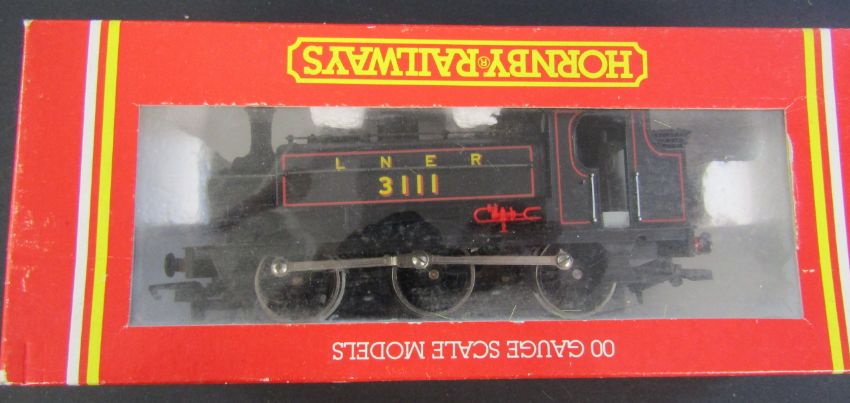 HORNBY·RAILWAYS®
L N E R
3111
00 GAUGE SCALE MODELS